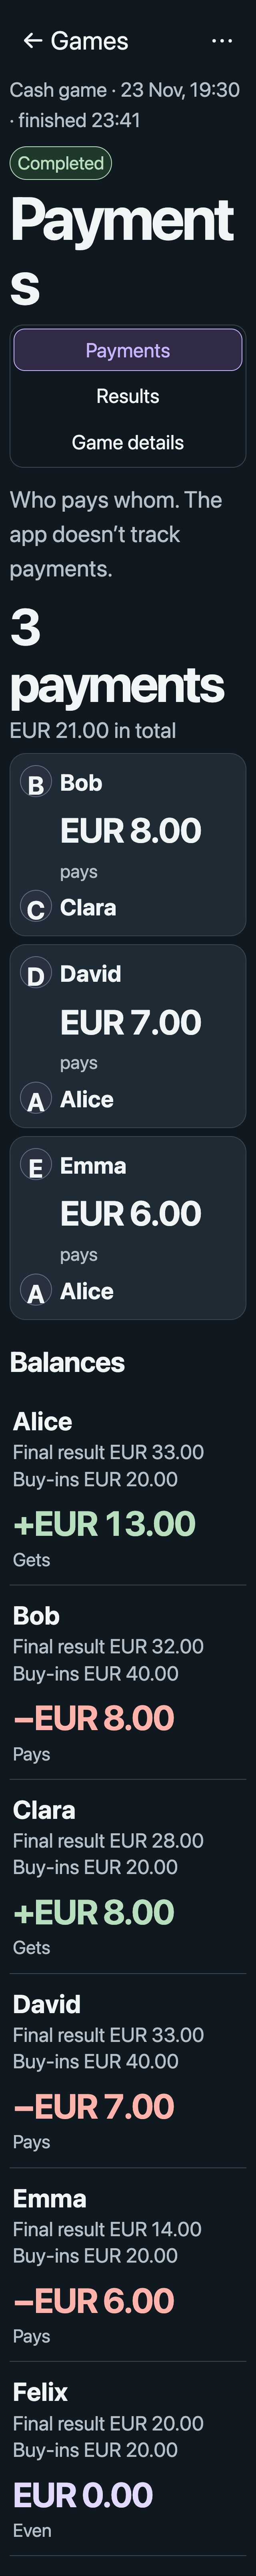 ← Games ...
Cash game · 23 Nov, 19:30
· finished 23:41
Completed
Payment
s
Payments
Results
Game details
Who pays whom. The
app doesn’t track
payments.
3
payments
EUR 21.00 in total
B Bob
EUR 8.00
pays
C Clara
D David
EUR 7.00
pays
A Alice
E Emma
EUR 6.00
pays
A Alice
Balances
Alice
Final result EUR 33.00
Buy-ins EUR 20.00
+EUR 13.00
Gets
Bob
Final result EUR 32.00
Buy-ins EUR 40.00
−EUR 8.00
Pays
Clara
Final result EUR 28.00
Buy-ins EUR 20.00
+EUR 8.00
Gets
David
Final result EUR 33.00
Buy-ins EUR 40.00
−EUR 7.00
Pays
Emma
Final result EUR 14.00
Buy-ins EUR 20.00
−EUR 6.00
Pays
Felix
Final result EUR 20.00
Buy-ins EUR 20.00
EUR 0.00
Even